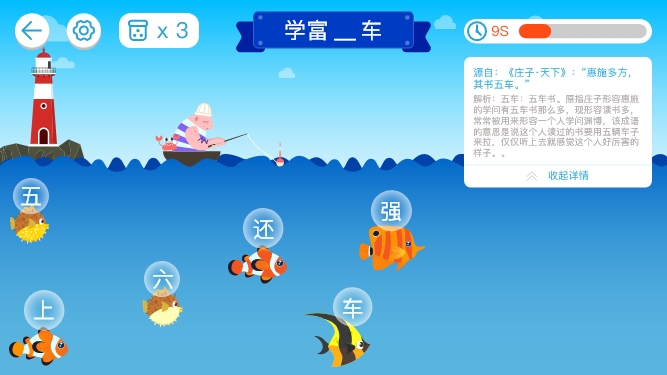 x 3
学富__车
9S
源自：《庄子·天下》：“惠施多方，
其书五车。”
解析：五车：五车书。原指庄子形容惠施
的学问有五车书那么多，现形容读书多，
常常被用来形容一个人学问渊博，该成语
的意思是说这个人读过的书要用五辆车子
来拉，仅仅听上去就感觉这个人好厉害的
样子。。
收起详情
五
强
还
六
车
上